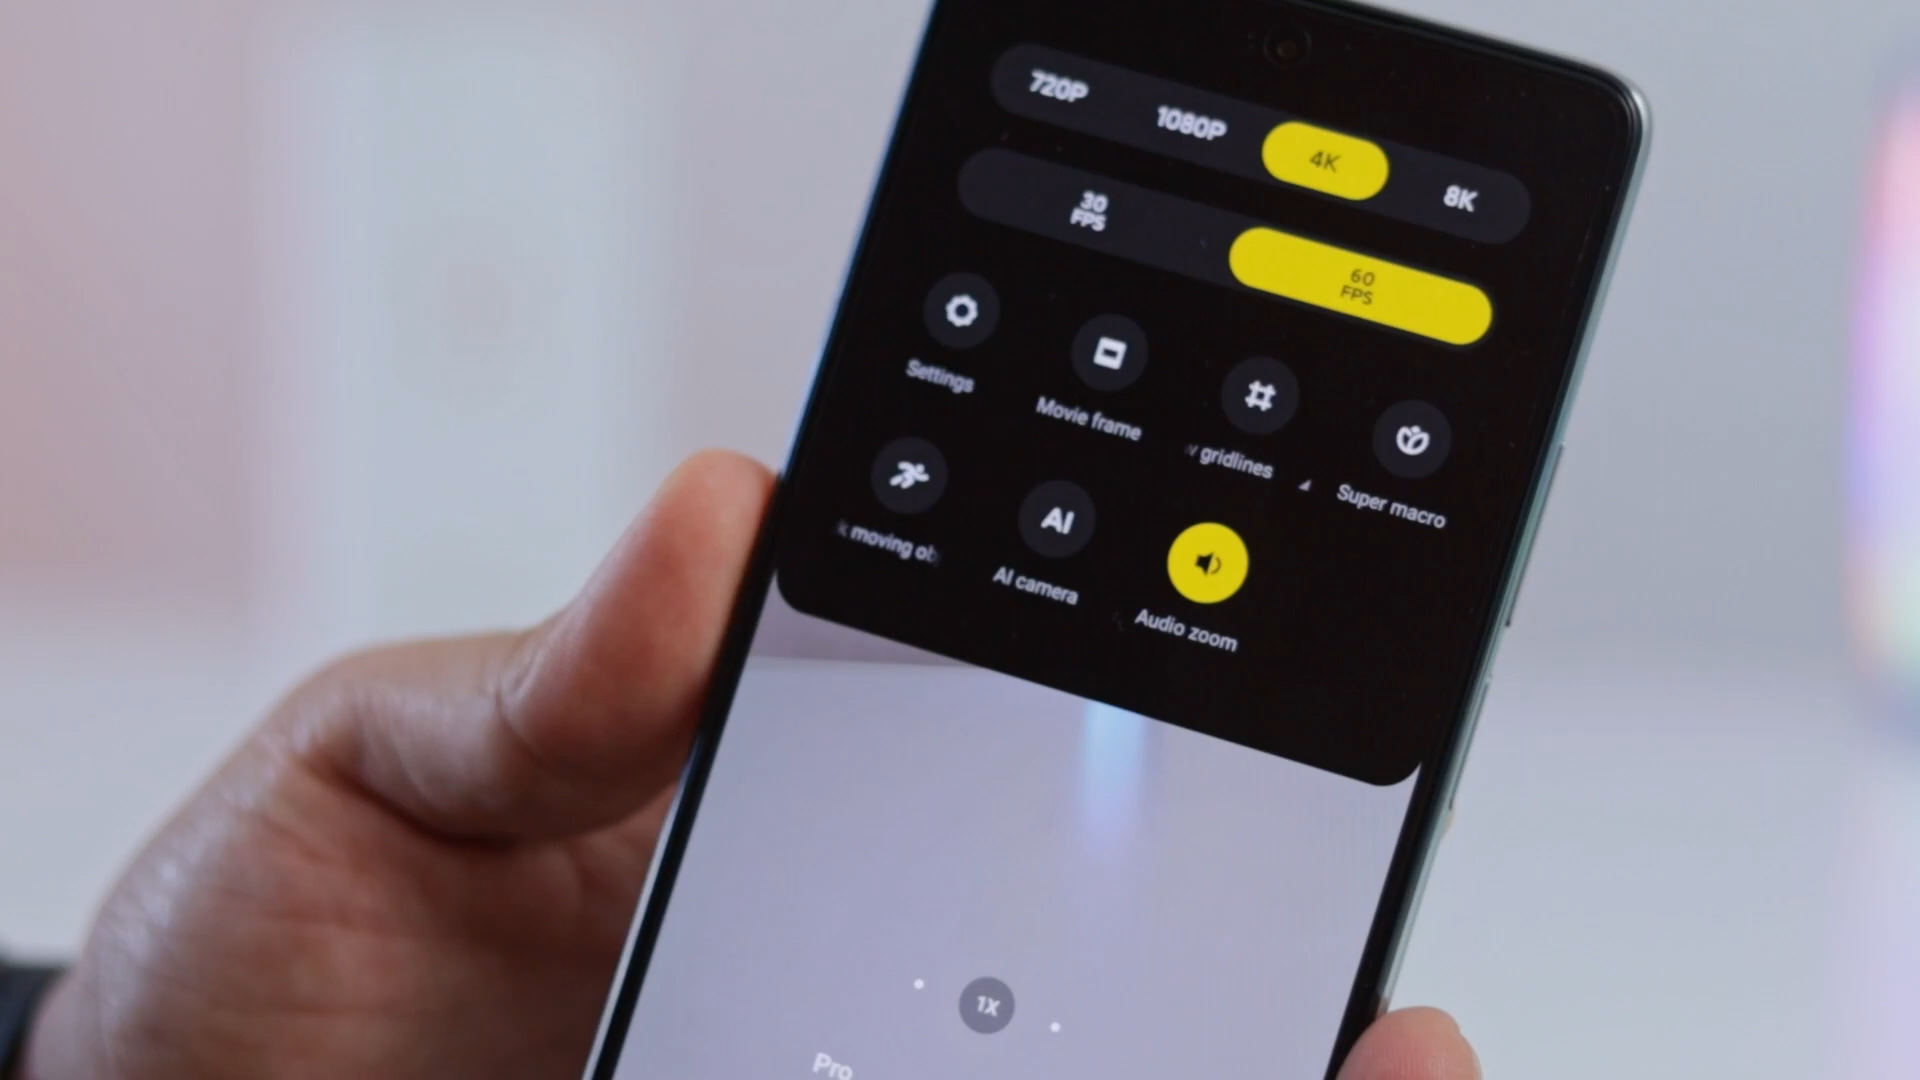 720P 1080P 4K 8K
30 FPS
60 FPS
Settings
Movie frame
gridlines
Super macro
moving
AI
AI camera
Audio zoom
1X
Pro